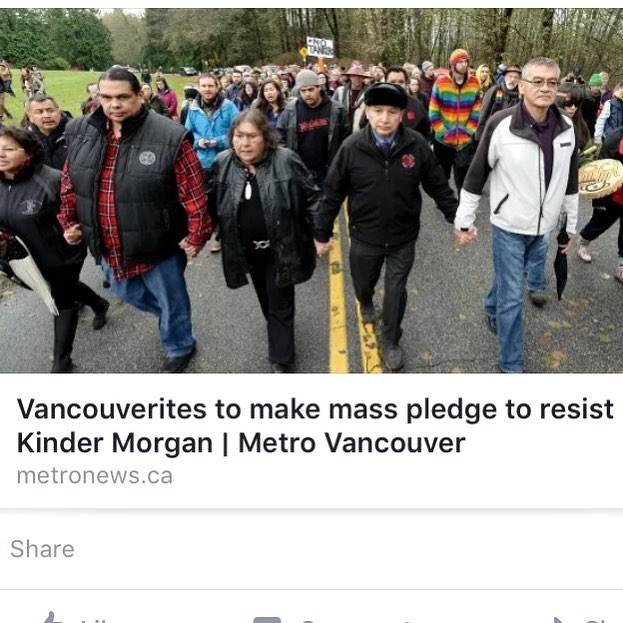 NO
TANKERS
Vancouverites to make mass pledge to resist
Kinder Morgan | Metro Vancouver
metronews.ca
Share